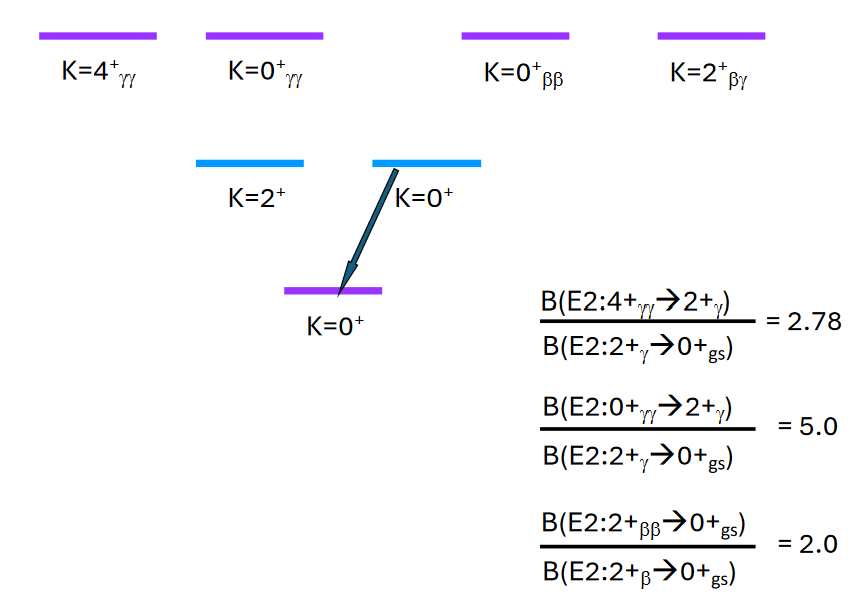 K=4⁺γγ K=0⁺γγ K=0⁺ββ K=2⁺βγ
K=2⁺ K=0⁺
K=0⁺
B(E2:4+γγ→2+γ)
B(E2:2+γ→0+gs)
= 2.78
B(E2:0+γγ→2+γ)
B(E2:2+γ→0+gs)
= 5.0
B(E2:2+ββ→0+gs)
B(E2:2+β→0+gs)
= 2.0